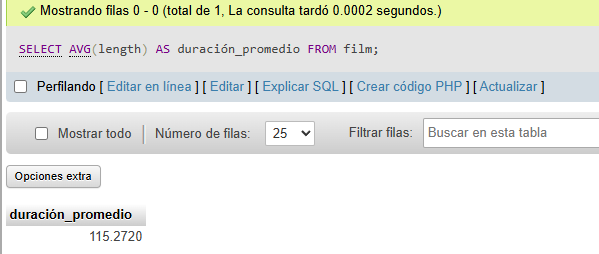 Mostrando filas 0 - 0 (total de 1, La consulta tardó 0.0002 segundos.)
SELECT AVG(length) AS duración_promedio FROM film;
Perfilando [ Editar en línea ] [ Editar ] [ Explicar SQL ] [ Crear código PHP ] [ Actualizar ]
Mostrar todo Número de filas: 25 Filtrar filas: Buscar en esta tabla
Opciones extra
duración_promedio
115.2720